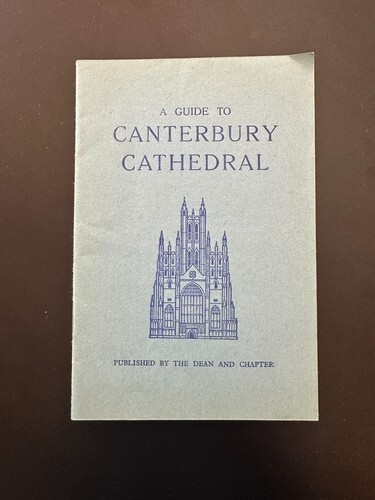 A GUIDE TO
CANTERBURY
CATHEDRAL
PUBLISHED BY THE DEAN AND CHAPTER